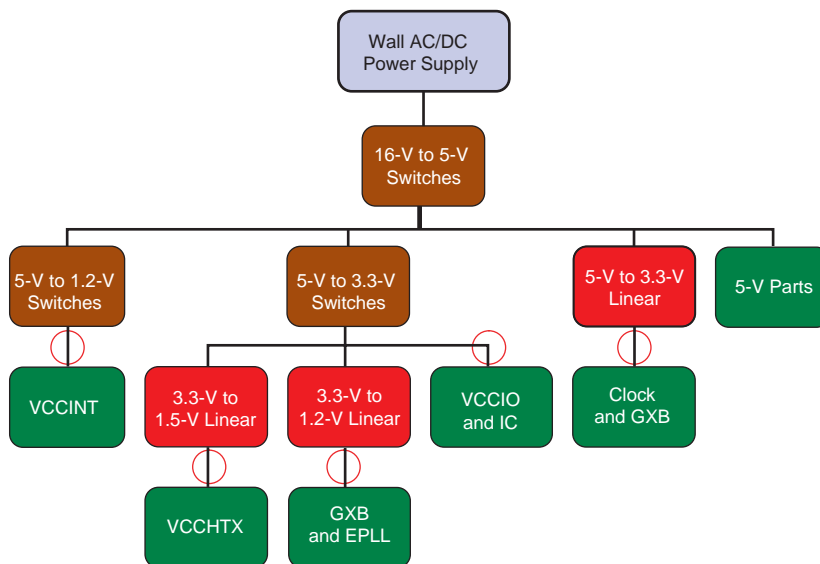 Wall AC/DC
Power Supply
16-V to 5-V
Switches
5-V to 1.2-V
Switches
5-V to 3.3-V
Switches
5-V to 3.3-V
Linear
5-V Parts
VCCINT
3.3-V to
1.5-V Linear
3.3-V to
1.2-V Linear
VCCIO
and IC
Clock
and GXB
VCCHTX
GXB
and EPLL